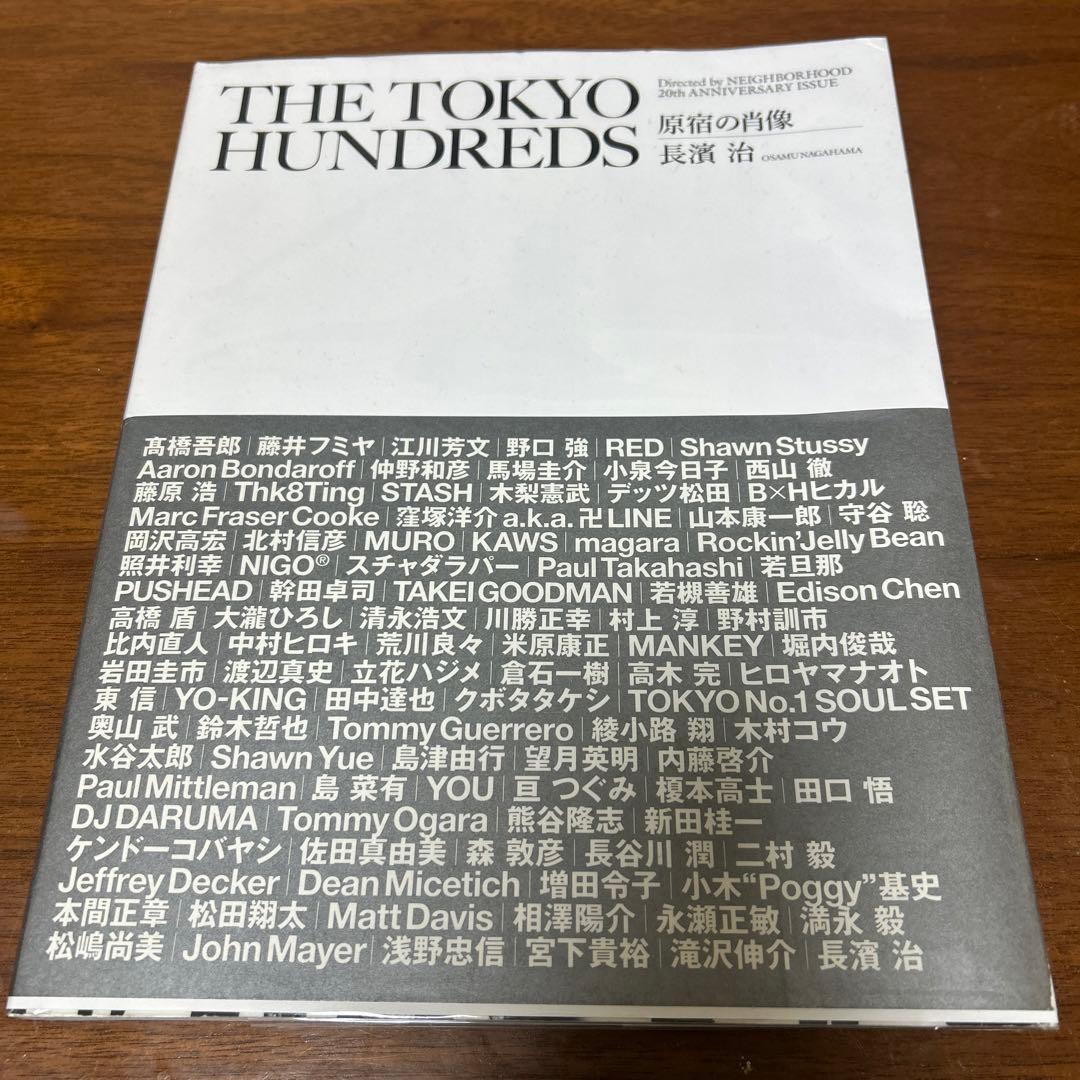 THE TOKYO
HUNDREDS
Directed by NEIGHBORHOOD
20th ANNIVERSARY ISSUE
原宿の肖像
長濱 治 OSAMU NAGAHAMA
髙橋吾郎 | 藤井フミヤ | 江川芳文 | 野口 強 | RED | Shawn Stussy
Aaron Bondaroff | 仲野和彦 | 馬場圭介 | 小泉今日子 | 西山 徹
藤原 浩 | Thk8Ting | STASH | 木梨憲武 | デッツ松田 | B×Hヒカル
Marc Fraser Cooke | 窪塚洋介 a.k.a. 卍LINE | 山本康一郎 | 守谷 聡
岡沢高宏 | 北村信彦 | MURO | KAWS | magara | Rockin'Jelly Bean
照井利幸 | NIGO® | スチャダラパー | Paul Takahashi | 若旦那
PUSHEAD | 幹田卓司 | TAKEI GOODMAN | 若槻善雄 | Edison Chen
高橋 盾 | 大瀧ひろし | 清永浩文 | 川勝正幸 | 村上 淳 | 野村訓市
比内直人 | 中村ヒロキ | 荒川良々 | 米原康正 | MANKEY | 堀内俊哉
岩田圭市 | 渡辺真史 | 立花ハジメ | 倉石一樹 | 高木 完 | ヒロヤマナオト
東 信 | YO-KING | 田中達也 | クボタタケシ | TOKYO No.1 SOUL SET
奥山 武 | 鈴木哲也 | Tommy Guerrero | 綾小路 翔 | 木村コウ
水谷太郎 | Shawn Yue | 島津由行 | 望月英明 | 内藤啓介
Paul Mittleman | 島 菜有 | YOU | 亘 つぐみ | 榎本高士 | 田口 悟
DJ DARUMA | Tommy Ogara | 熊谷隆志 | 新田桂一
ケンドーコバヤシ | 佐田真由美 | 森 敦彦 | 長谷川 潤 | 二村 毅
Jeffrey Decker | Dean Micetich | 増田令子 | 小木“Poggy”基史
本間正章 | 松田翔太 | Matt Davis | 相澤陽介 | 永瀬正敏 | 満永 毅
松嶋尚美 | John Mayer | 浅野忠信 | 宮下貴裕 | 滝沢伸介 | 長濱 治